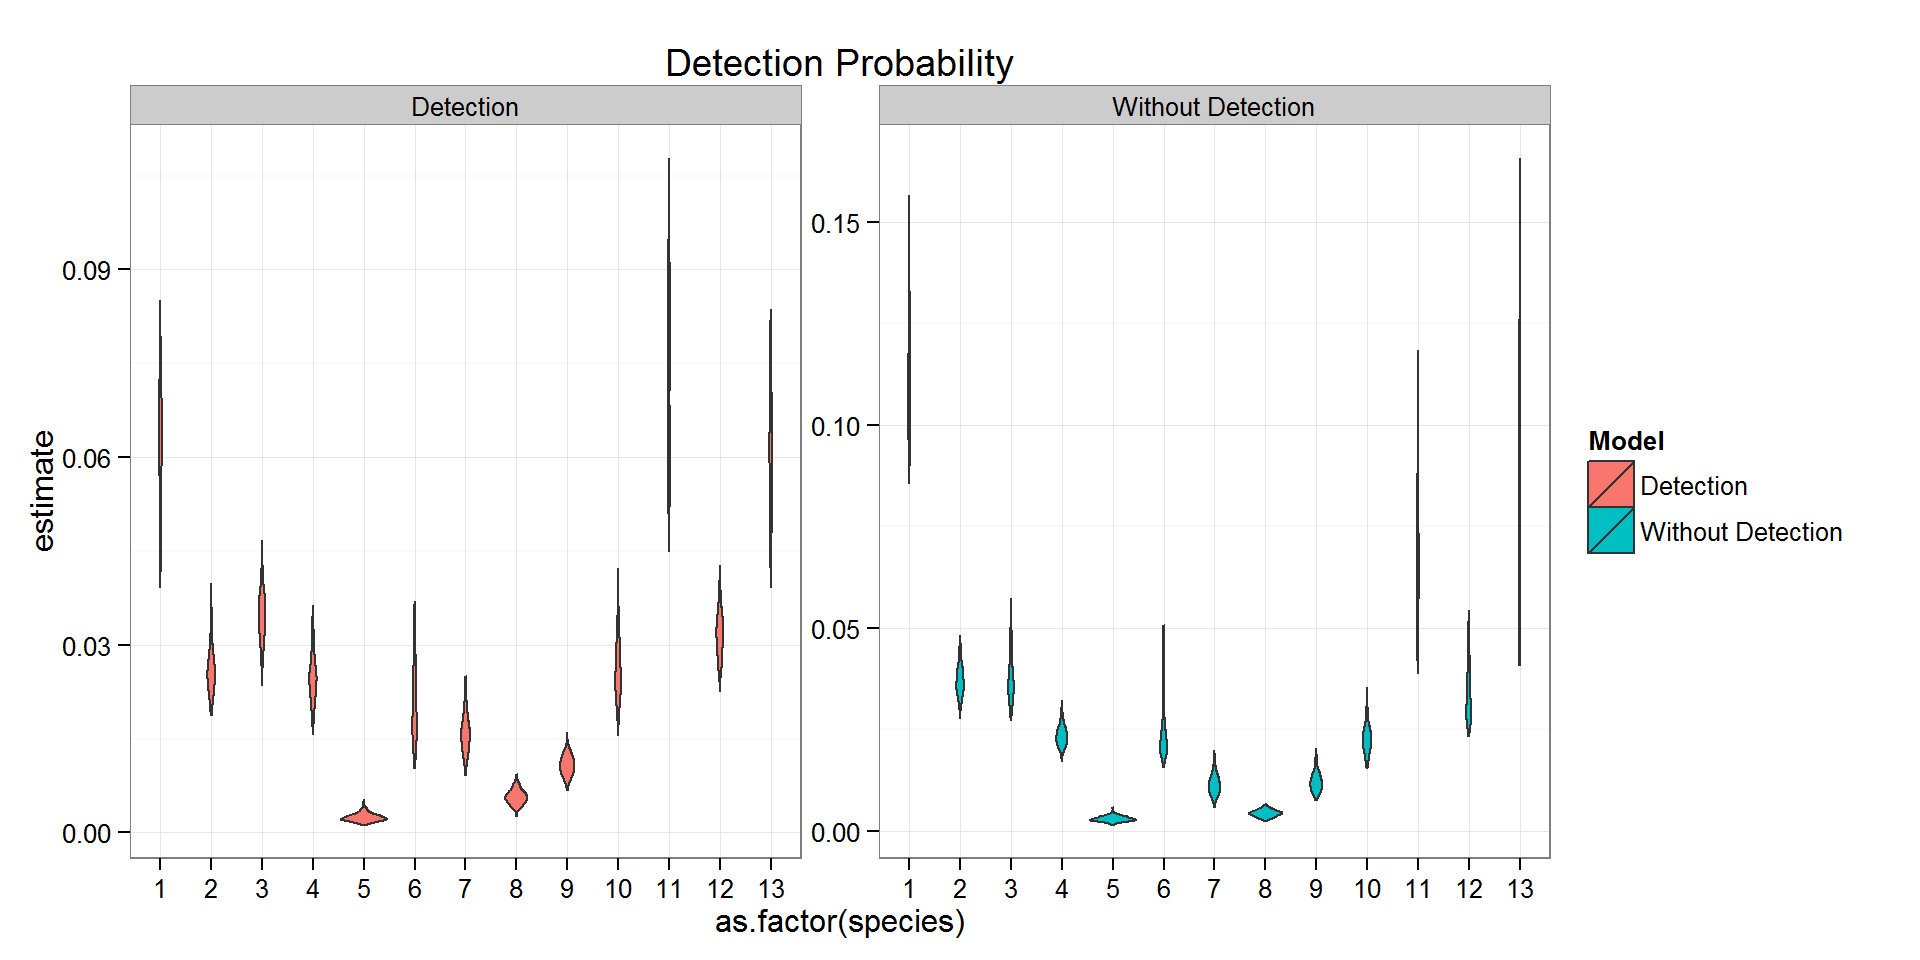 Detection Probability
Detection
Without Detection
estimate
0.09
0.06
0.03
0.00
0.15
0.10
0.05
0.00
1 2 3 4 5 6 7 8 9 10 11 12 13
1 2 3 4 5 6 7 8 9 10 11 12 13
as.factor(species)
Model
Detection
Without Detection